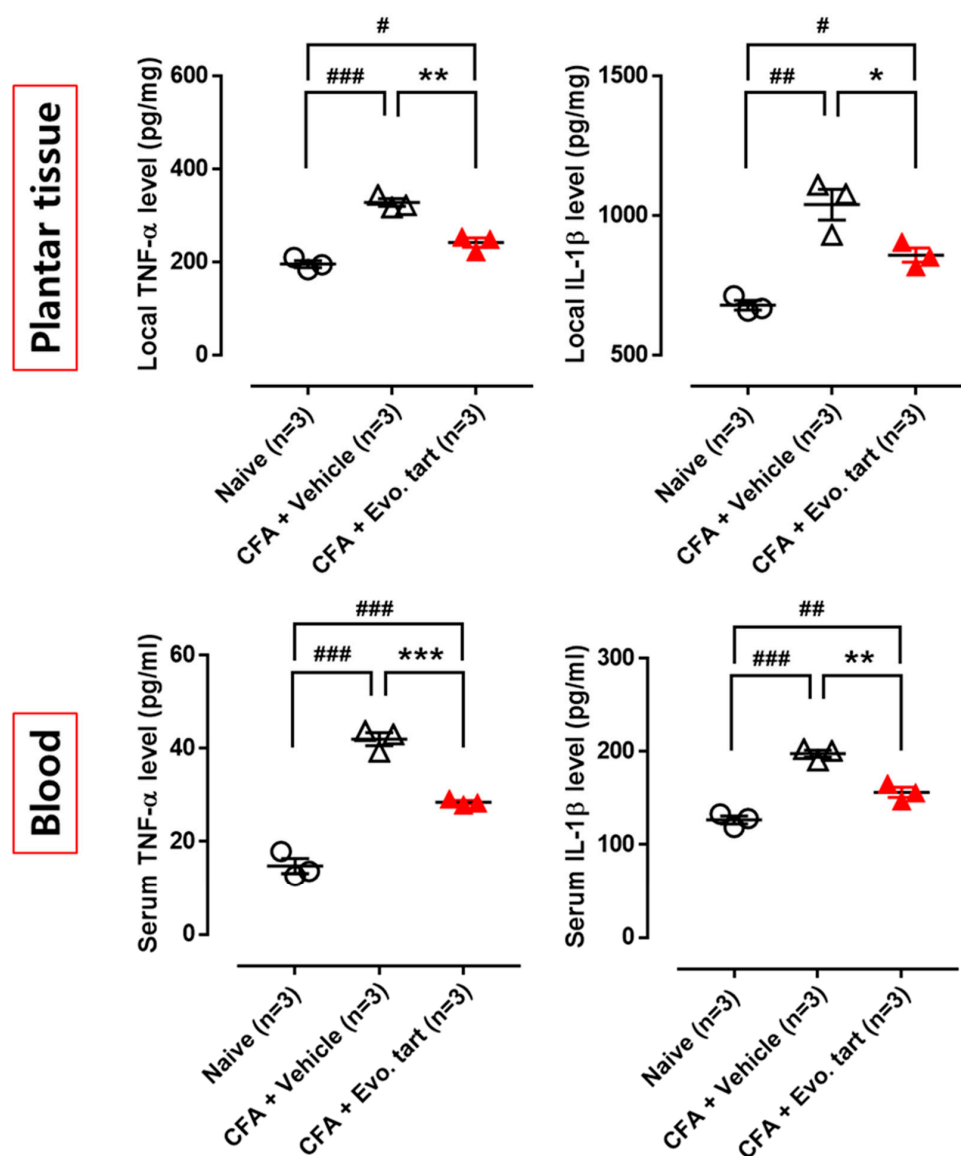 Plantar tissue
#
###
**
Local TNF-α level (pg/mg)
600
400
200
0
Naive (n=3)
CFA + Vehicle (n=3)
CFA + Evo. tart (n=3)
#
##
*
Local IL-1β level (pg/mg)
1500
1000
500
Naive (n=3)
CFA + Vehicle (n=3)
CFA + Evo. tart (n=3)
Blood
###
###
***
Serum TNF-α level (pg/ml)
60
40
20
0
Naive (n=3)
CFA + Vehicle (n=3)
CFA + Evo. tart (n=3)
##
###
**
Serum IL-1β level (pg/ml)
300
200
100
0
Naive (n=3)
CFA + Vehicle (n=3)
CFA + Evo. tart (n=3)